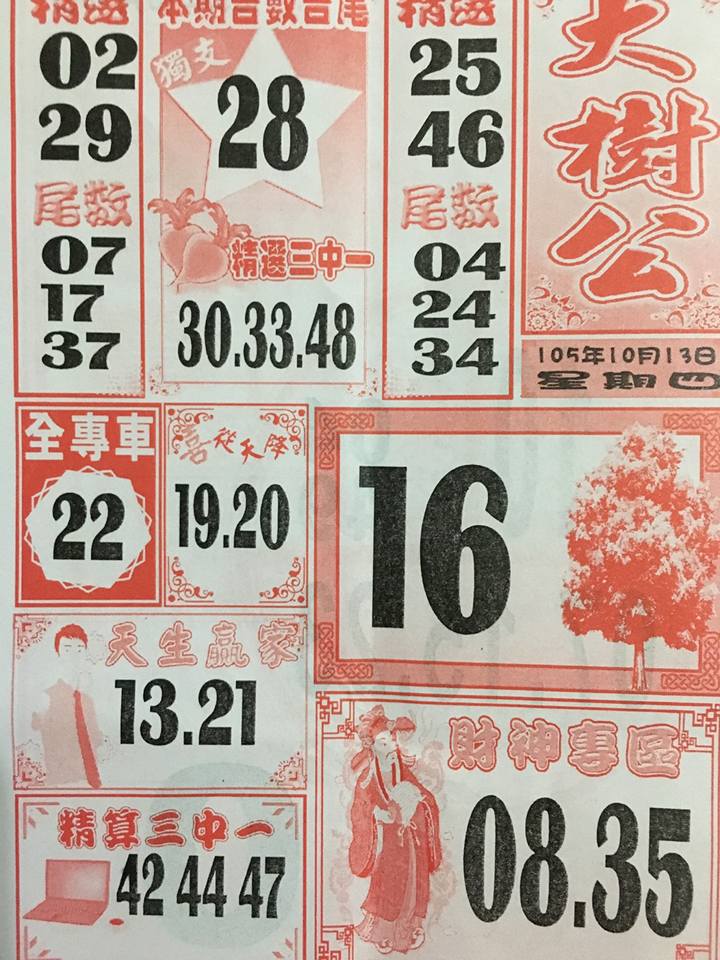 精選
02
29
尾数
07
17
37
本期合數合尾
獨支
28
精選三中一
30.33.48
精選
25
46
尾数
04
24
34
大樹公
105年10月13日
星期四
全專車
22
喜從天降
19.20
16
天生贏家
13.21
財神專區
08.35
精算三中一
42 44 47